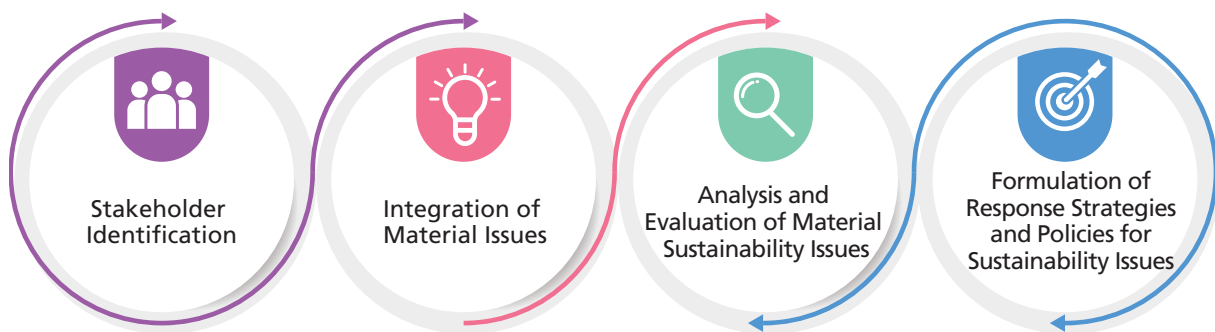 Stakeholder
Identification
Integration of
Material Issues
Analysis and
Evaluation of Material
Sustainability Issues
Formulation of
Response Strategies
and Policies for
Sustainability Issues